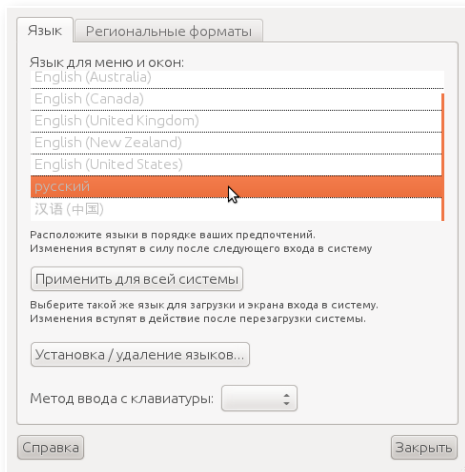 Язык
Региональные форматы
Язык для меню и окон:
English (Australia)
English (Canada)
English (United Kingdom)
English (New Zealand)
English (United States)
русский
汉语 (中国)
Расположите языки в порядке ваших предпочтений.
Изменения вступят в силу после следующего входа в систему
Применить для всей системы
Выберите такой же язык для загрузки и экрана входа в систему.
Изменения вступят в действие после перезагрузки системы.
Установка / удаление языков...
Метод ввода с клавиатуры:
Справка
Закрыть